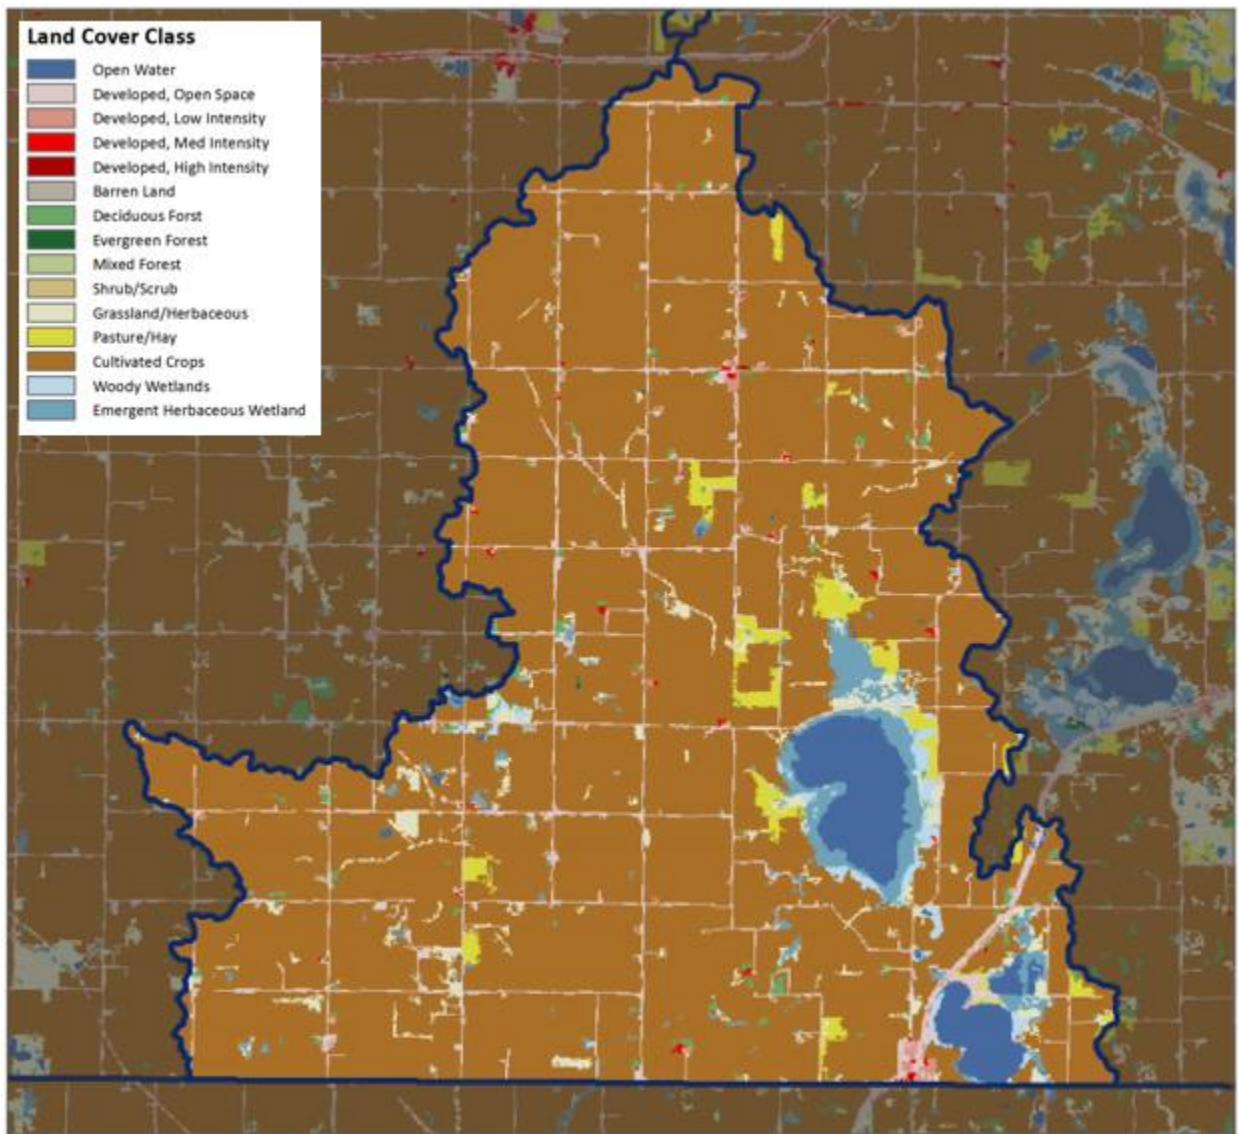 Land Cover Class
Open Water
Developed, Open Space
Developed, Low Intensity
Developed, Med Intensity
Developed, High Intensity
Barren Land
Deciduous Forst
Evergreen Forest
Mixed Forest
Shrub/Scrub
Grassland/Herbaceous
Pasture/Hay
Cultivated Crops
Woody Wetlands
Emergent Herbaceous Wetland